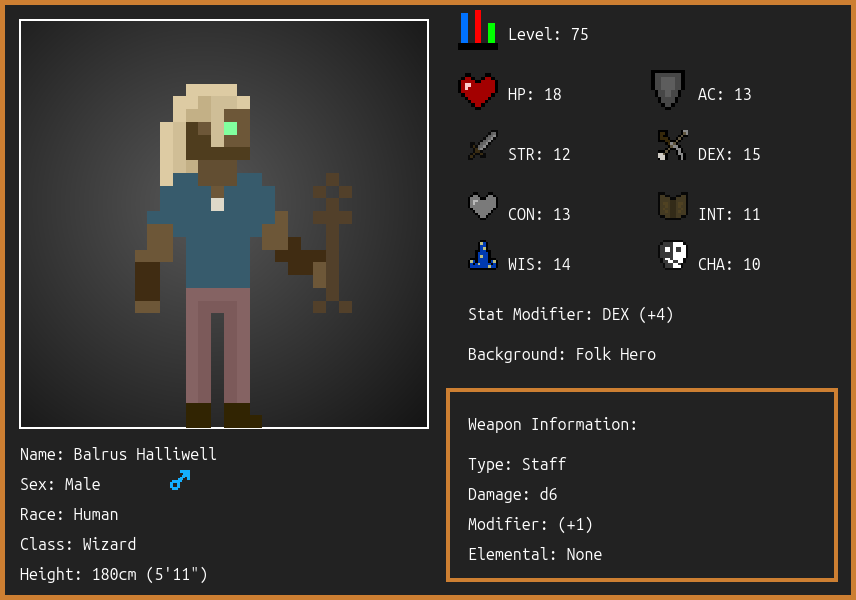 Level: 75
HP: 18
AC: 13
STR: 12
DEX: 15
CON: 13
INT: 11
WIS: 14
CHA: 10
Stat Modifier: DEX (+4)
Background: Folk Hero
Weapon Information:
Type: Staff
Damage: d6
Modifier: (+1)
Elemental: None
Name: Balrus Halliwell
Sex: Male
Race: Human
Class: Wizard
Height: 180cm (5'11")